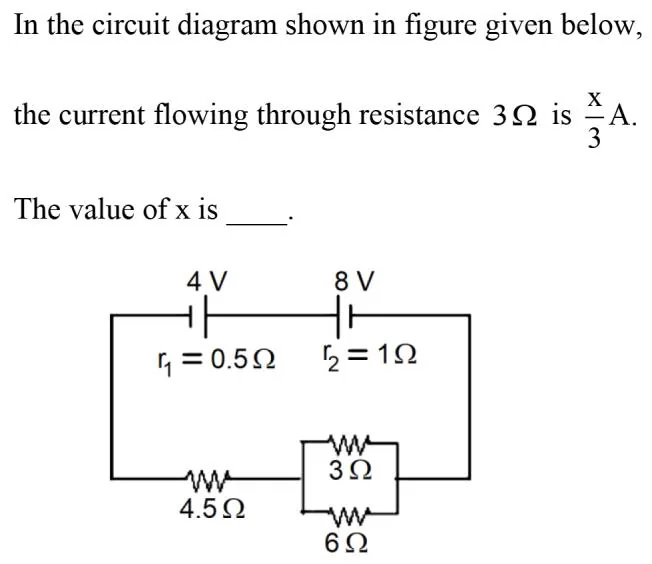 In the circuit diagram shown in figure given below,
the current flowing through resistance 3Ω is x/3 A.
The value of x is ____.
4 V 8 V
r₁ = 0.5Ω r₂ = 1Ω
3Ω
4.5Ω
6Ω